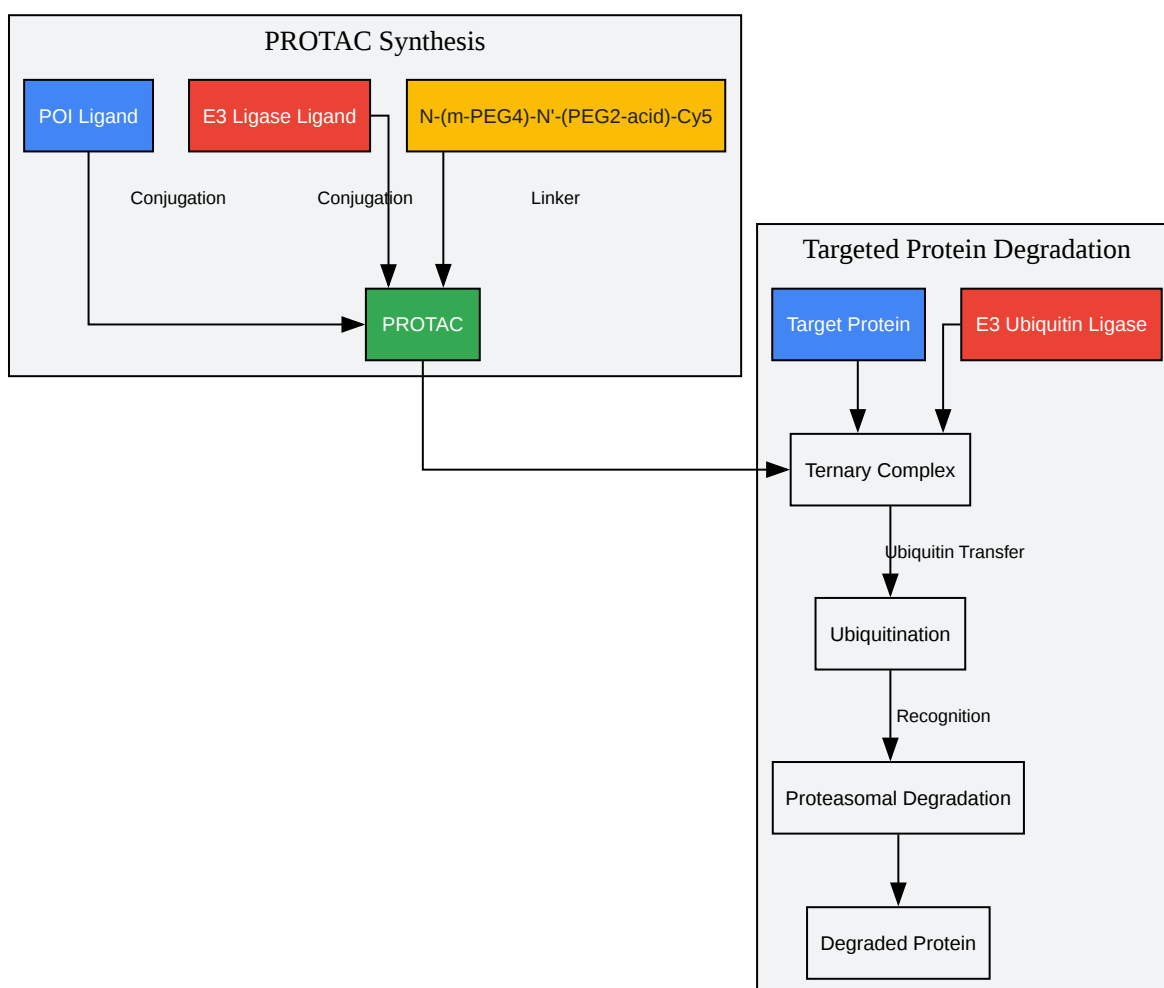 PROTAC Synthesis
POI Ligand
E3 Ligase Ligand
N-(m-PEG4)-N'-(PEG2-acid)-Cy5
Conjugation
Conjugation
Linker
PROTAC
Targeted Protein Degradation
Target Protein
E3 Ubiquitin Ligase
Ternary Complex
Ubiquitin Transfer
Ubiquitination
Recognition
Proteasomal Degradation
Degraded Protein